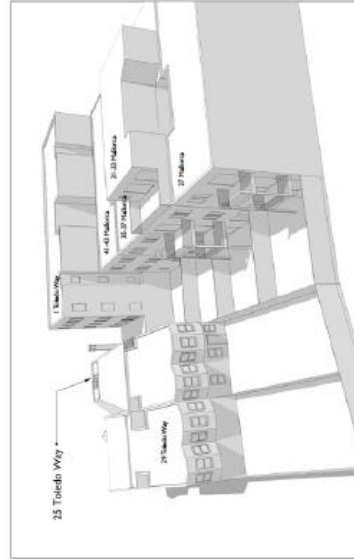 25 Toledo Way
1 Toledo Way
41-43 Mallorca
35-37 Mallorca
31-33 Mallorca
27 Mallorca
29 Toledo Way